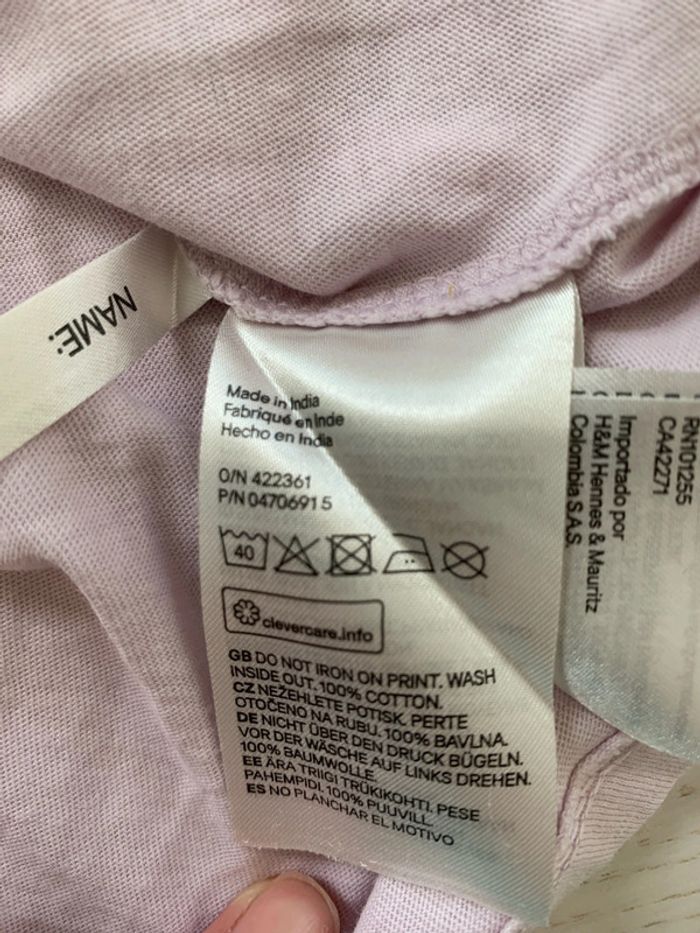 NAME:
Made in India
Fabriqué en Inde
Hecho en India
O/N 422361
P/N 047069 1 5
40
clevercare.info
GB DO NOT IRON ON PRINT. WASH
INSIDE OUT. 100% COTTON.
CZ NEŽEHLETE POTISK. PERTE
OTOČENO NA RUBU. 100% BAVLNA.
DE NICHT ÜBER DEN DRUCK BÜGELN.
VOR DER WÄSCHE AUF LINKS DREHEN.
100% BAUMWOLLE.
EE ÄRA TRIIGI TRÜKIKOHTI. PESE
PAHEMPIDI. 100% PUUVILL.
ES NO PLANCHAR EL MOTIVO
RN101255
CA42271
Importado por
H&M Hennes & Mauritz
Colombia S.A.S.